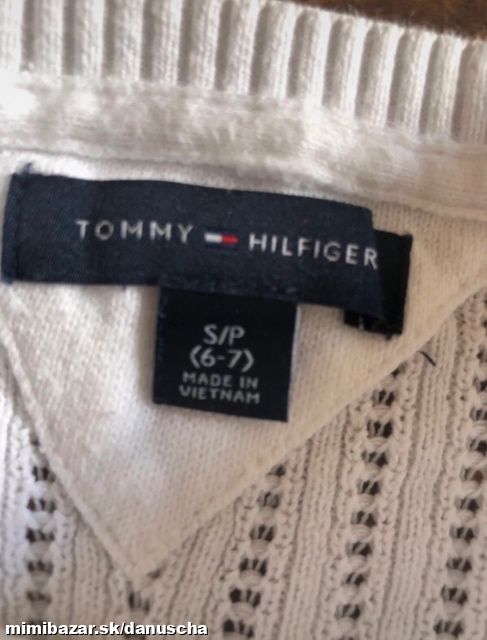 TOMMY HILFIGER
S/P
(6-7)
MADE IN
VIETNAM
mimibazar.sk/danuscha